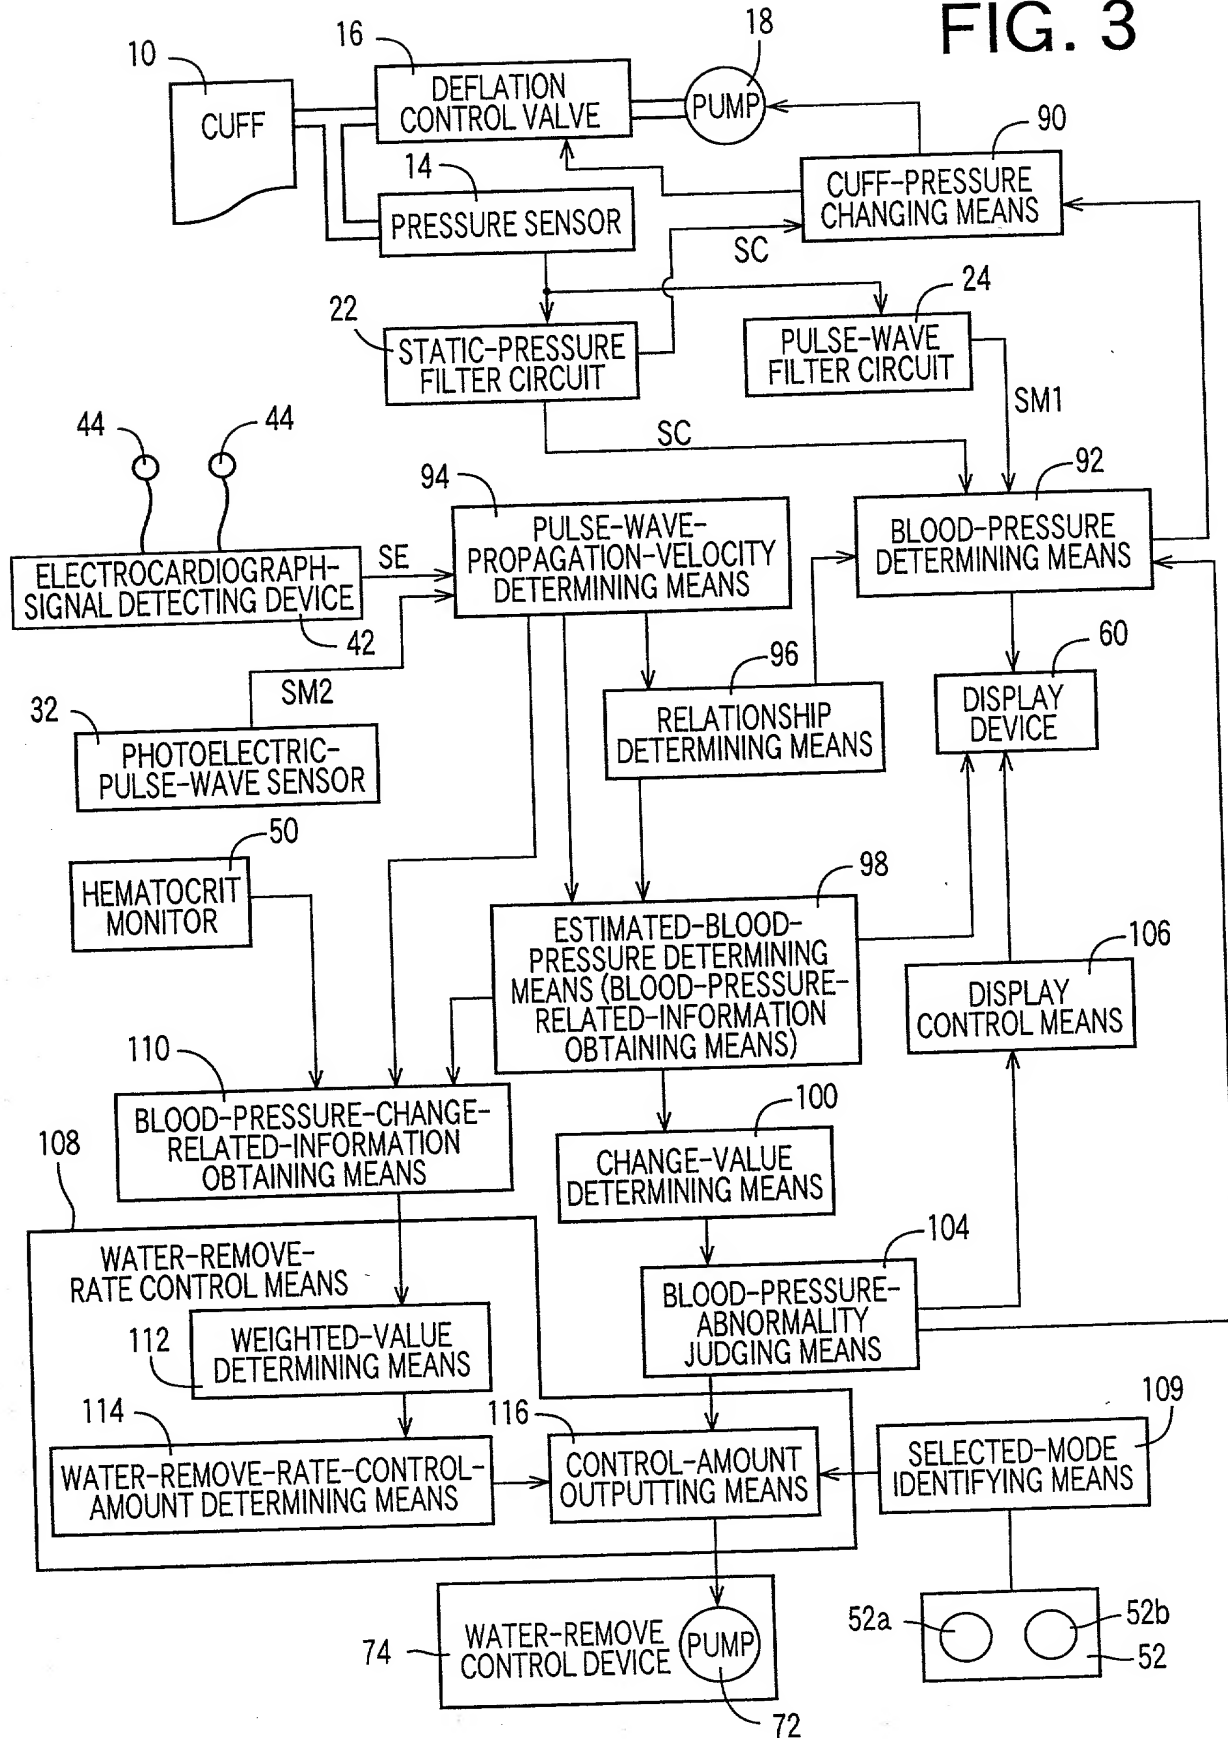 FIG. 3
10
16
18
CUFF
DEFLATION
CONTROL VALVE
PUMP
90
14
CUFF-PRESSURE
CHANGING MEANS
PRESSURE SENSOR
SC
22
24
STATIC-PRESSURE
FILTER CIRCUIT
PULSE-WAVE
FILTER CIRCUIT
SM1
44
44
SC
94
92
PULSE-WAVE-
PROPAGATION-VELOCITY
DETERMINING MEANS
BLOOD-PRESSURE
DETERMINING MEANS
SE
ELECTROCARDIOGRAPH-
SIGNAL DETECTING DEVICE
42
96
60
SM2
32
RELATIONSHIP
DETERMINING MEANS
DISPLAY
DEVICE
PHOTOELECTRIC-
PULSE-WAVE SENSOR
50
HEMATOCRIT
MONITOR
98
ESTIMATED-BLOOD-
PRESSURE DETERMINING
MEANS (BLOOD-PRESSURE-
RELATED-INFORMATION
OBTAINING MEANS)
106
DISPLAY
CONTROL MEANS
110
BLOOD-PRESSURE-CHANGE-
RELATED-INFORMATION
OBTAINING MEANS
100
CHANGE-VALUE
DETERMINING MEANS
108
WATER-REMOVE-
RATE CONTROL MEANS
104
BLOOD-PRESSURE-
ABNORMALITY
JUDGING MEANS
112
WEIGHTED-VALUE
DETERMINING MEANS
114
116
109
WATER-REMOVE-RATE-CONTROL-
AMOUNT DETERMINING MEANS
CONTROL-AMOUNT
OUTPUTTING MEANS
SELECTED-MODE
IDENTIFYING MEANS
74
WATER-REMOVE
CONTROL DEVICE
PUMP
72
52a
52b
52